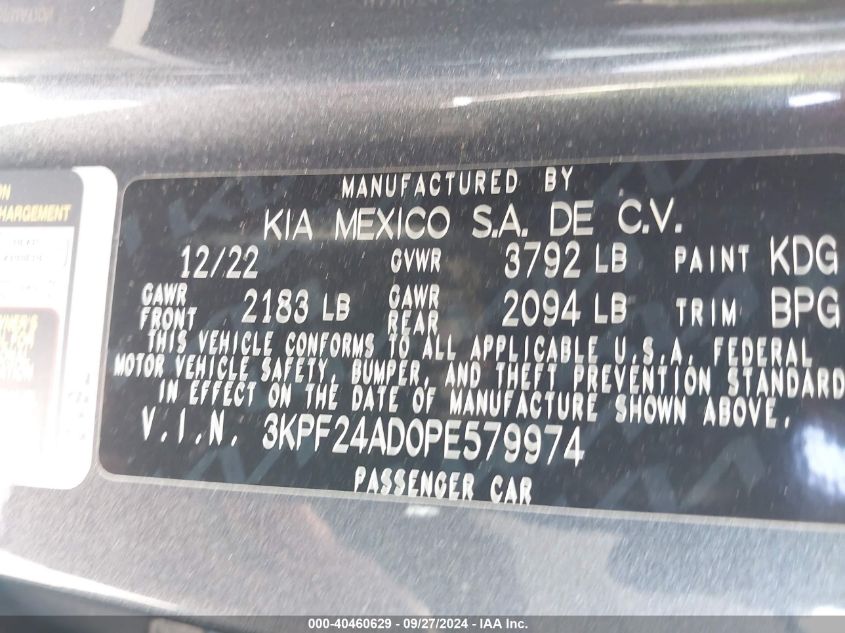 MANUFACTURED BY
KIA MEXICO S.A. DE C.V.
12/22 GVWR 3792 LB PAINT KDG
GAWR FRONT 2183 LB GAWR REAR 2094 LB TRIM BPG
THIS VEHICLE CONFORMS TO ALL APPLICABLE U.S.A. FEDERAL
MOTOR VEHICLE SAFETY, BUMPER, AND THEFT PREVENTION STANDARD
IN EFFECT ON THE DATE OF MANUFACTURE SHOWN ABOVE.
V.I.N. 3KPF24AD0PE579974
PASSENGER CAR
000-40460629 - 09/27/2024 - IAA Inc.